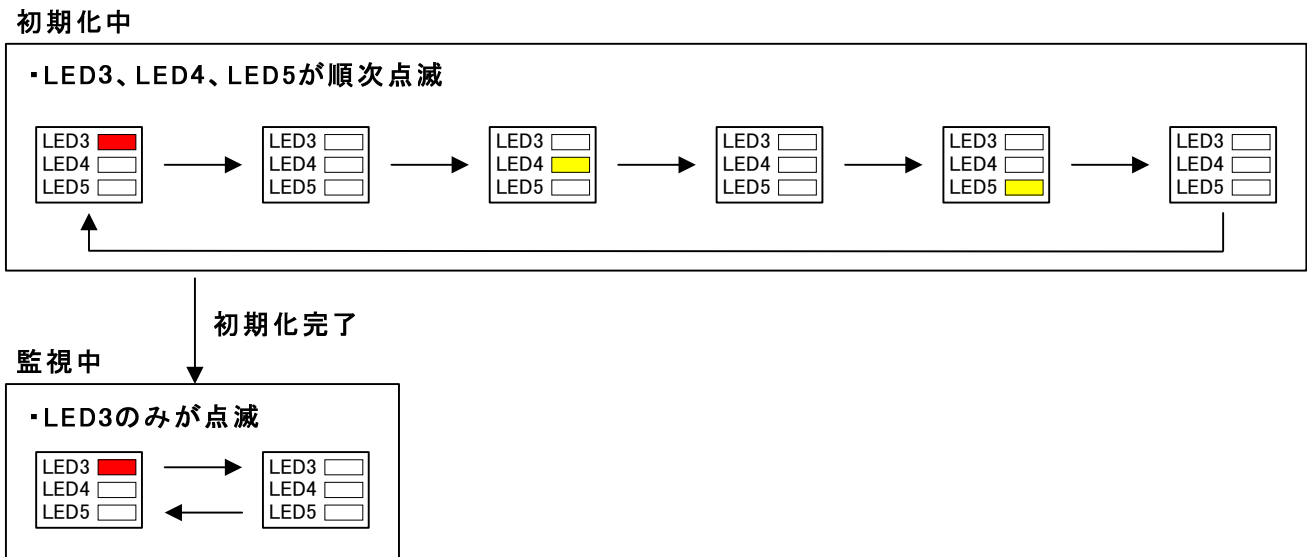 初期化中
・LED3、LED4、LED5が順次点滅
LED3 LED3 LED3 LED3 LED3 LED3
LED4 LED4 LED4 LED4 LED4 LED4
LED5 LED5 LED5 LED5 LED5 LED5
初期化完了
監視中
・LED3のみが点滅
LED3 LED3
LED4 LED4
LED5 LED5